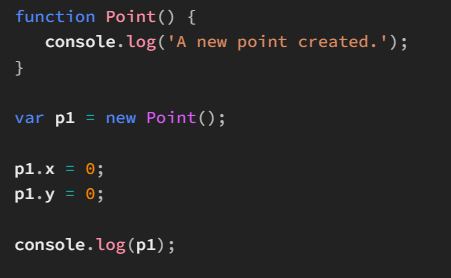 function Point() {
   console.log('A new point created.');
}
var p1 = new Point();
p1.x = 0;
p1.y = 0;
console.log(p1);